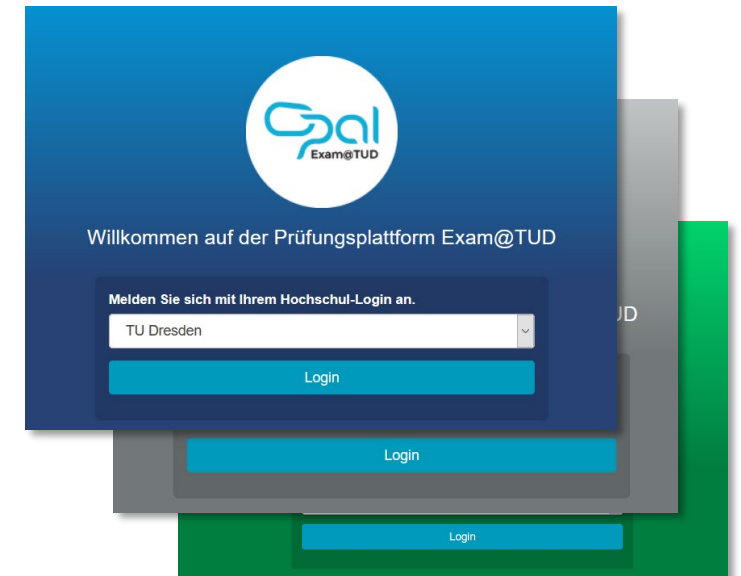 Opal
Exam@TUD
Willkommen auf der Prüfungsplattform Exam@TUD
Melden Sie sich mit Ihrem Hochschul-Login an.
TU Dresden
Login
UD
Login
Login